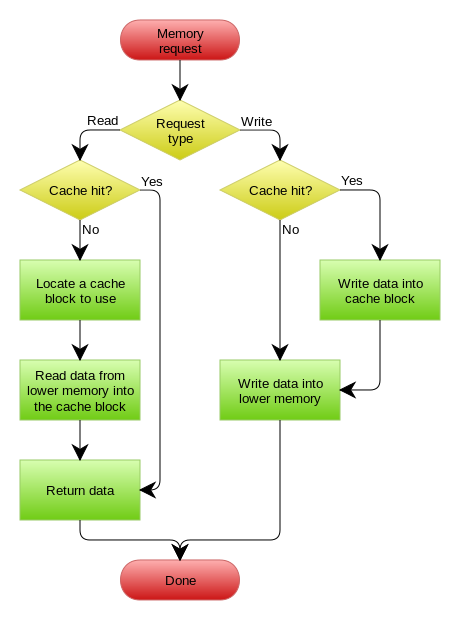 Memory
request
Request
type
Read
Write
Cache hit?
Yes
No
Cache hit?
Yes
No
Locate a cache
block to use
Write data into
cache block
Read data from
lower memory into
the cache block
Write data into
lower memory
Return data
Done